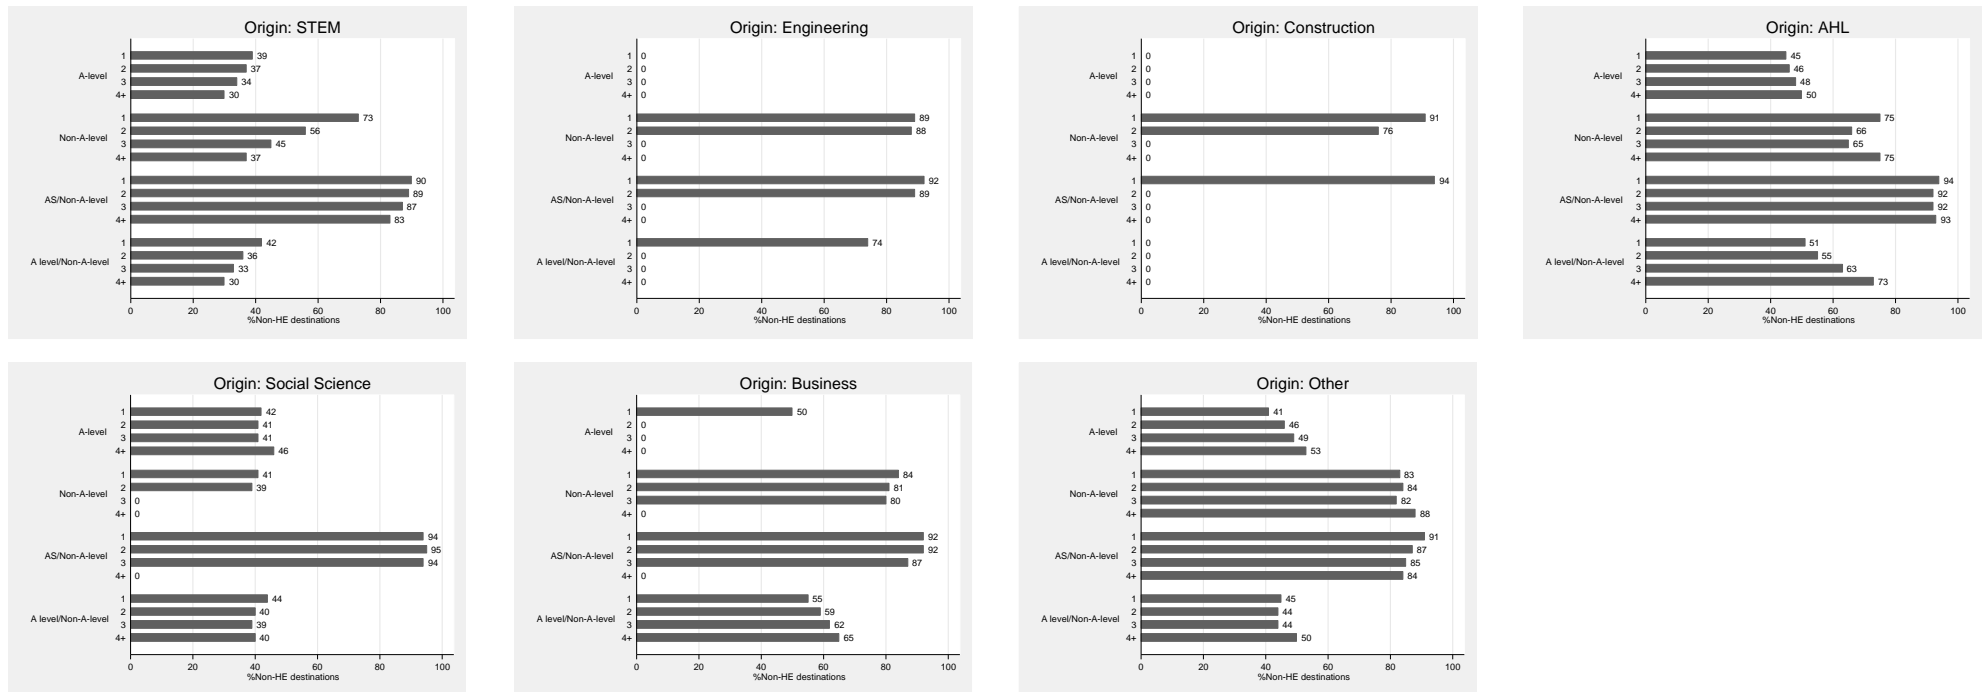 Origin: STEM
A-level
1 39
2 37
3 34
4+ 30
Non-A-level
1 73
2 56
3 45
4+ 37
AS/Non-A-level
1 90
2 89
3 87
4+ 83
A level/Non-A-level
1 42
2 36
3 33
4+ 30
0 20 40 60 80 100
%Non-HE destinations
Origin: Engineering
A-level
1 0
2 0
3 0
4+ 0
Non-A-level
1 89
2 88
3 0
4+ 0
AS/Non-A-level
1 92
2 89
3 0
4+ 0
A level/Non-A-level
1 74
2 0
3 0
4+ 0
0 20 40 60 80 100
%Non-HE destinations
Origin: Construction
A-level
1 0
2 0
3 0
4+ 0
Non-A-level
1 91
2 76
3 0
4+ 0
AS/Non-A-level
1 94
2 0
3 0
4+ 0
A level/Non-A-level
1 0
2 0
3 0
4+ 0
0 20 40 60 80 100
%Non-HE destinations
Origin: AHL
A-level
1 45
2 46
3 48
4+ 50
Non-A-level
1 75
2 66
3 65
4+ 75
AS/Non-A-level
1 94
2 92
3 92
4+ 93
A level/Non-A-level
1 51
2 55
3 63
4+ 73
0 20 40 60 80 100
%Non-HE destinations
Origin: Social Science
A-level
1 42
2 41
3 41
4+ 46
Non-A-level
1 41
2 39
3 0
4+ 0
AS/Non-A-level
1 94
2 95
3 94
4+ 0
A level/Non-A-level
1 44
2 40
3 39
4+ 40
0 20 40 60 80 100
%Non-HE destinations
Origin: Business
A-level
1 50
2 0
3 0
4+ 0
Non-A-level
1 84
2 81
3 80
4+ 0
AS/Non-A-level
1 92
2 92
3 87
4+ 0
A level/Non-A-level
1 55
2 59
3 62
4+ 65
0 20 40 60 80 100
%Non-HE destinations
Origin: Other
A-level
1 41
2 46
3 49
4+ 53
Non-A-level
1 83
2 84
3 82
4+ 88
AS/Non-A-level
1 91
2 87
3 85
4+ 84
A level/Non-A-level
1 45
2 44
3 44
4+ 50
0 20 40 60 80 100
%Non-HE destinations